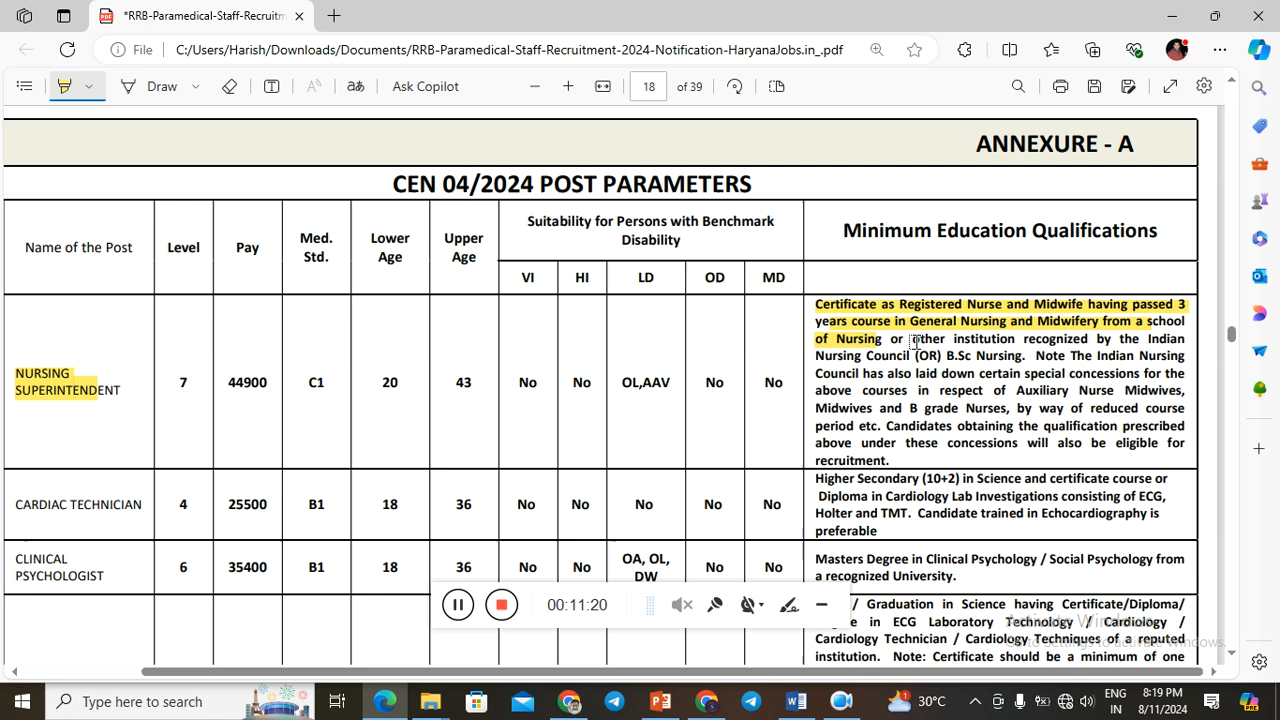 *RRB-Paramedical-Staff-Recruitm
File
C:/Users/Harish/Downloads/Documents/RRB-Paramedical-Staff-Recruitment-2024-Notification-HaryanaJobs.in_.pdf
Draw
aあ
Ask Copilot
18
of 39
ANNEXURE - A
CEN 04/2024 POST PARAMETERS
Name of the Post
Level
Pay
Med.
Std.
Lower
Age
Upper
Age
Suitability for Persons with Benchmark
Disability
Minimum Education Qualifications
VI
HI
LD
OD
MD
NURSING
SUPERINTENDENT
7
44900
C1
20
43
No
No
OL,AAV
No
No
Certificate as Registered Nurse and Midwife having passed 3
years course in General Nursing and Midwifery from a school
of Nursing or other institution recognized by the Indian
Nursing Council (OR) B.Sc Nursing. Note The Indian Nursing
Council has also laid down certain special concessions for the
above courses in respect of Auxiliary Nurse Midwives,
Midwives and B grade Nurses, by way of reduced course
period etc. Candidates obtaining the qualification prescribed
above under these concessions will also be eligible for
recruitment.
CARDIAC TECHNICIAN
4
25500
B1
18
36
No
No
No
No
No
Higher Secondary (10+2) in Science and certificate course or
Diploma in Cardiology Lab Investigations consisting of ECG,
Holter and TMT. Candidate trained in Echocardiography is
preferable
CLINICAL
PSYCHOLOGIST
6
35400
B1
18
36
No
No
OA, OL,
DW
No
No
Masters Degree in Clinical Psychology / Social Psychology from
a recognized University.
/ Graduation in Science having Certificate/Diploma/
in ECG Laboratory Technology / Cardiology /
Cardiology Technician / Cardiology Techniques of a reputed
institution. Note: Certificate should be a minimum of one
00:11:20
Activate Windows
Go to Settings to activate Windows.
Type here to search
30°C
ENG
IN
8:19 PM
8/11/2024